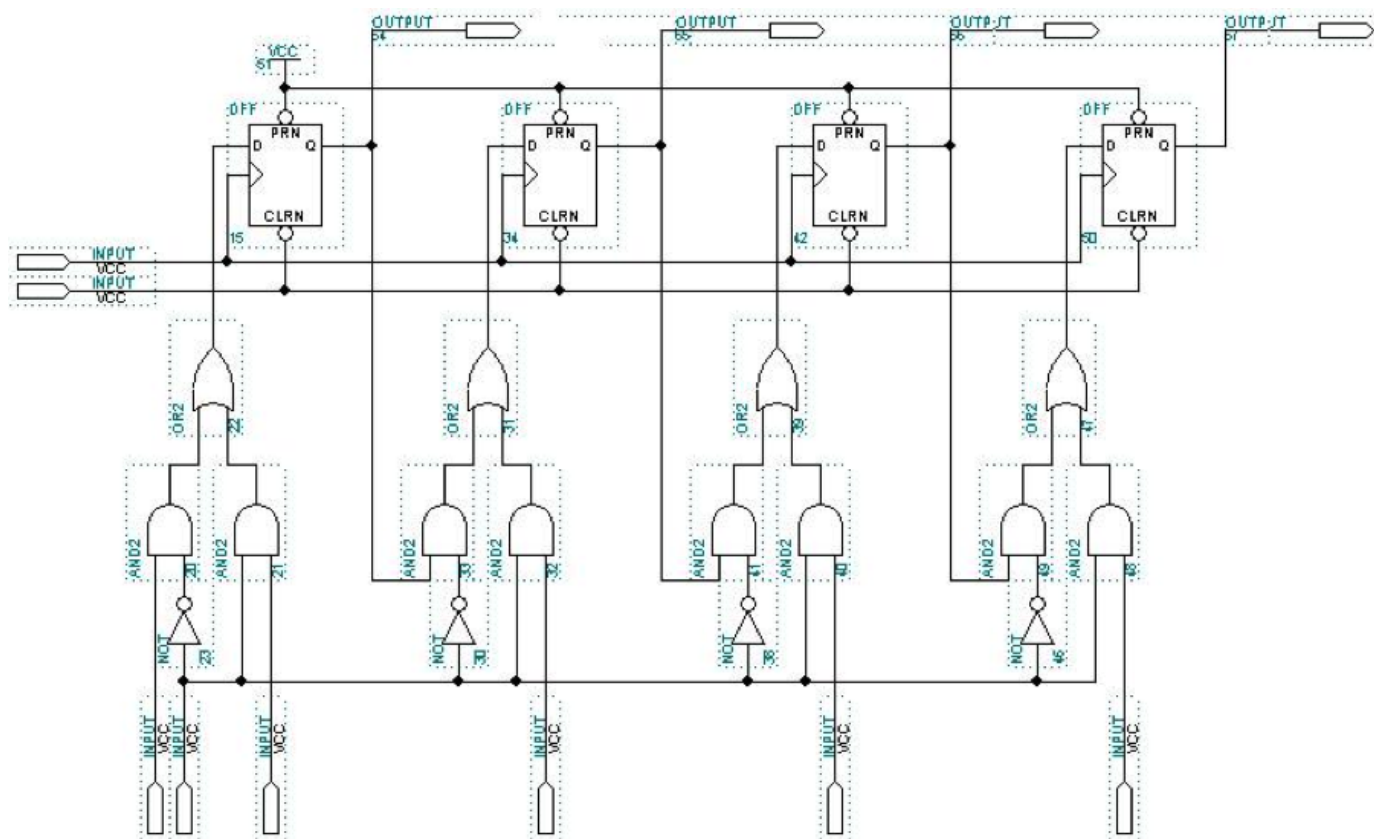 OUTPUT OUTPUT OUTPUT OUTPUT
54 55 56 57
VCC
51
DFF DFF DFF DFF
PRN PRN PRN PRN
D Q D Q D Q D Q
CLRN CLRN CLRN CLRN
15 34 42 50
INPUT
VCC
INPUT
VCC
OR2 22 OR2 31 OR2 39 OR2 47
AND2 20 AND2 21 AND2 33 AND2 32 AND2 41 AND2 40 AND2 49 AND2 48
NOT 23 NOT 30 NOT 38 NOT 46
INPUT VCC INPUT VCC INPUT VCC INPUT VCC INPUT VCC INPUT VCC